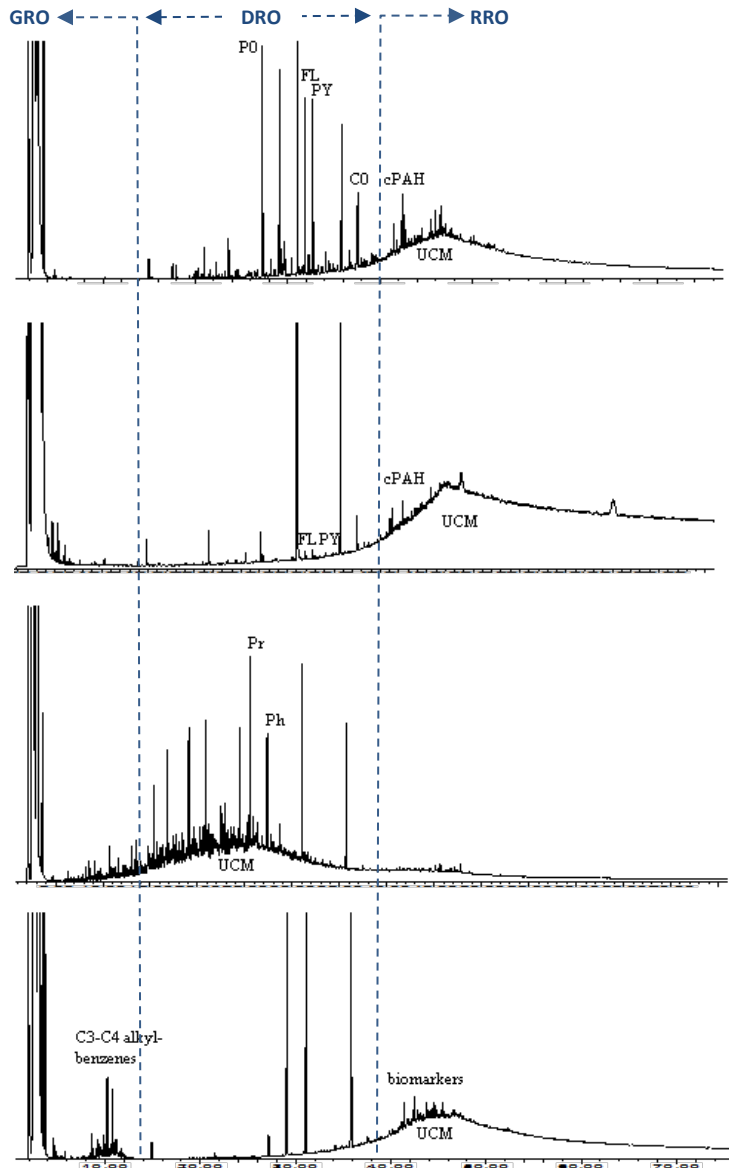 GRO DRO RRO
P0
FL
PY
C0 cPAH
UCM
cPAH
FL PY
UCM
Pr
Ph
UCM
C3-C4 alkyl-
benzenes
biomarkers
UCM